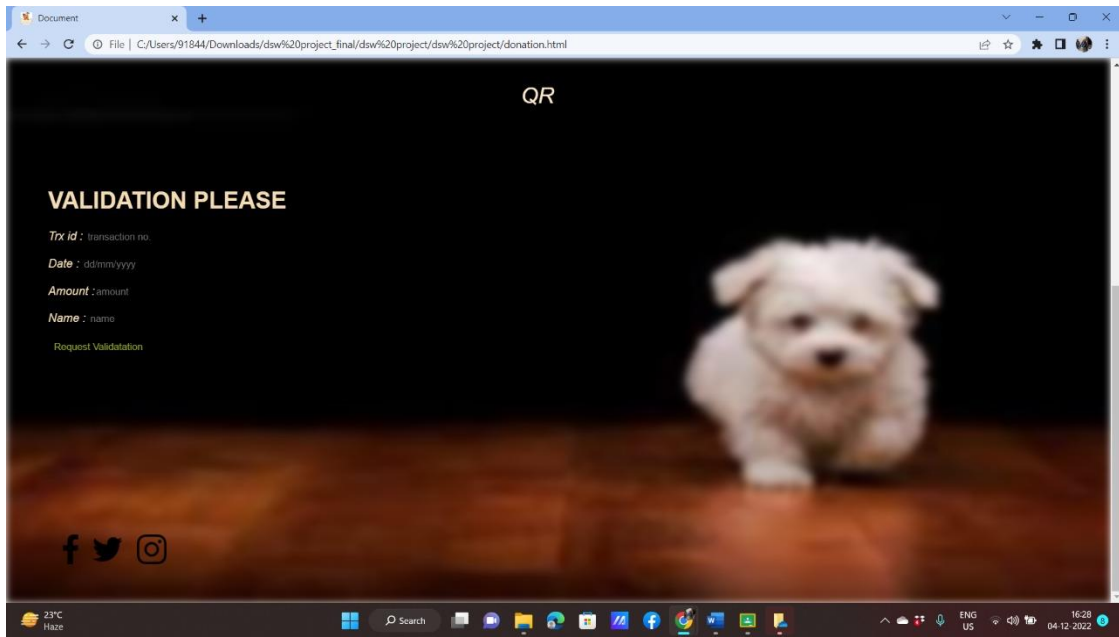 Document
File | C:/Users/91844/Downloads/dsw%20project_final/dsw%20project/dsw%20project/donation.html
QR
VALIDATION PLEASE
Trx id : transaction no.
Date : dd/mm/yyyy
Amount : amount
Name : name
Request Validatation
23°C
Haze
Search
ENG
US
16:28
04-12-2022
8